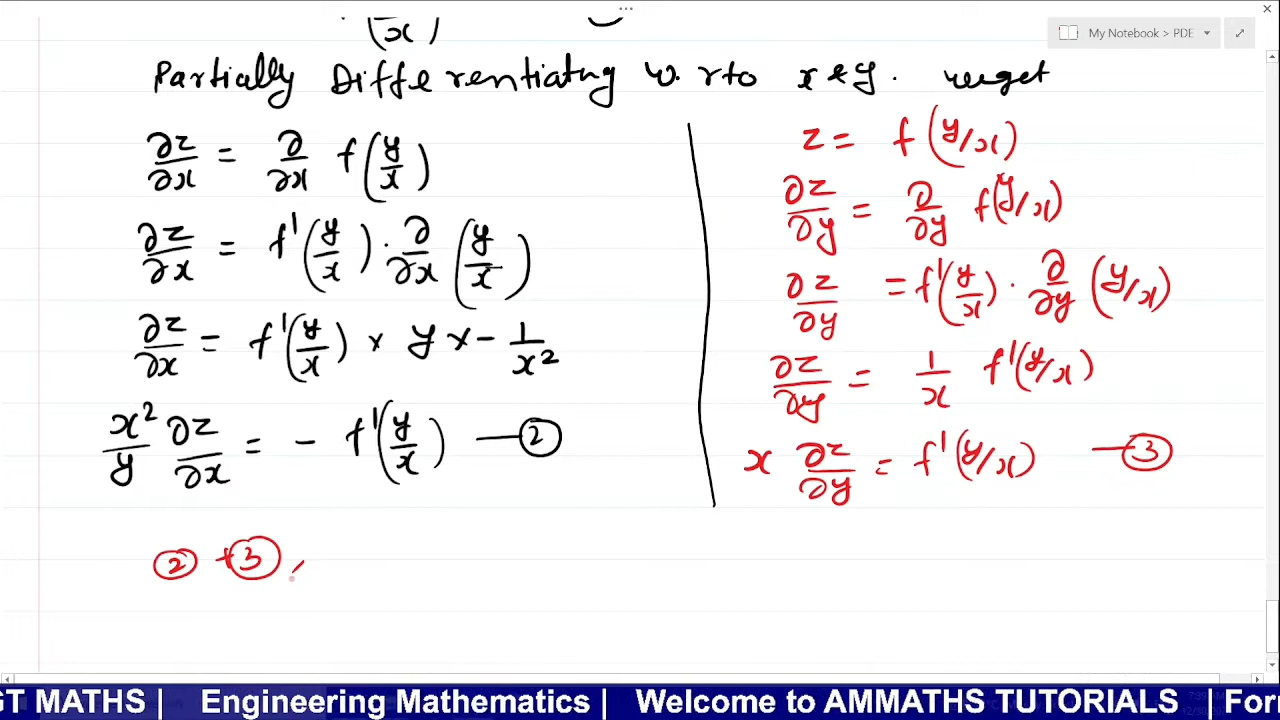 (y/x)
My Notebook > PDE
Partially Differentiating w. r to x & y. we get
∂z/∂x = ∂/∂x f(y/x)
∂z/∂x = f'(y/x) · ∂/∂x (y/x)
∂z/∂x = f'(y/x) × y × - 1/x²
x²/y ∂z/∂x = - f'(y/x) — ②
z = f(y/x)
∂z/∂y = ∂/∂y f(y/x)
∂z/∂y = f'(y/x) · ∂/∂y (y/x)
∂z/∂y = 1/x f'(y/x)
x ∂z/∂y = f'(y/x) — ③
② + ③
GT MATHS | Engineering Mathematics | Welcome to AMMATHS TUTORIALS | For